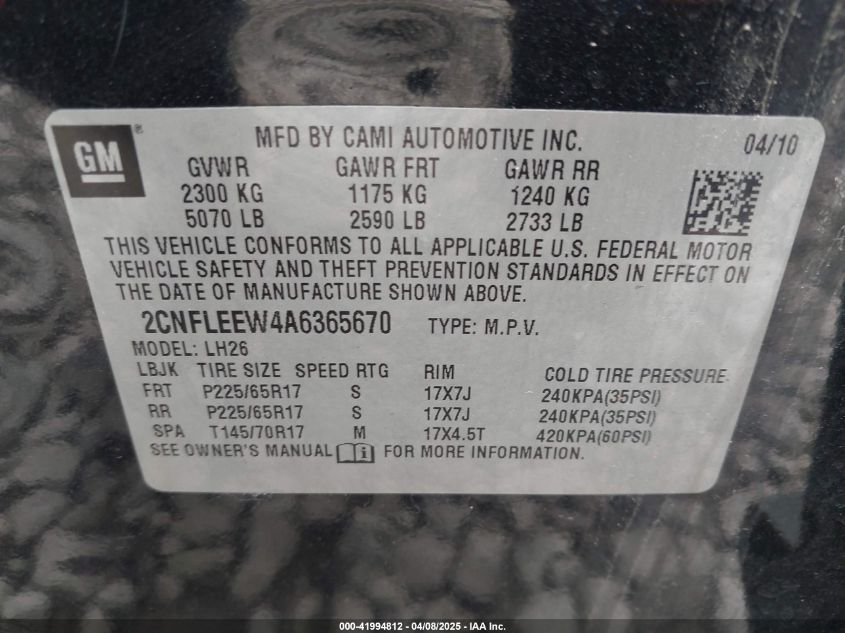 GM®
MFD BY CAMI AUTOMOTIVE INC. 04/10
GVWR GAWR FRT GAWR RR
2300 KG 1175 KG 1240 KG
5070 LB 2590 LB 2733 LB
THIS VEHICLE CONFORMS TO ALL APPLICABLE U.S. FEDERAL MOTOR
VEHICLE SAFETY AND THEFT PREVENTION STANDARDS IN EFFECT ON
THE DATE OF MANUFACTURE SHOWN ABOVE.
2CNFLEEW4A6365670 TYPE: M.P.V.
MODEL: LH26
LBJK TIRE SIZE SPEED RTG RIM COLD TIRE PRESSURE
FRT P225/65R17 S 17X7J 240KPA(35PSI)
RR P225/65R17 S 17X7J 240KPA(35PSI)
SPA T145/70R17 M 17X4.5T 420KPA(60PSI)
SEE OWNER'S MANUAL i FOR MORE INFORMATION.
000-41994812 - 04/08/2025 - IAA Inc.